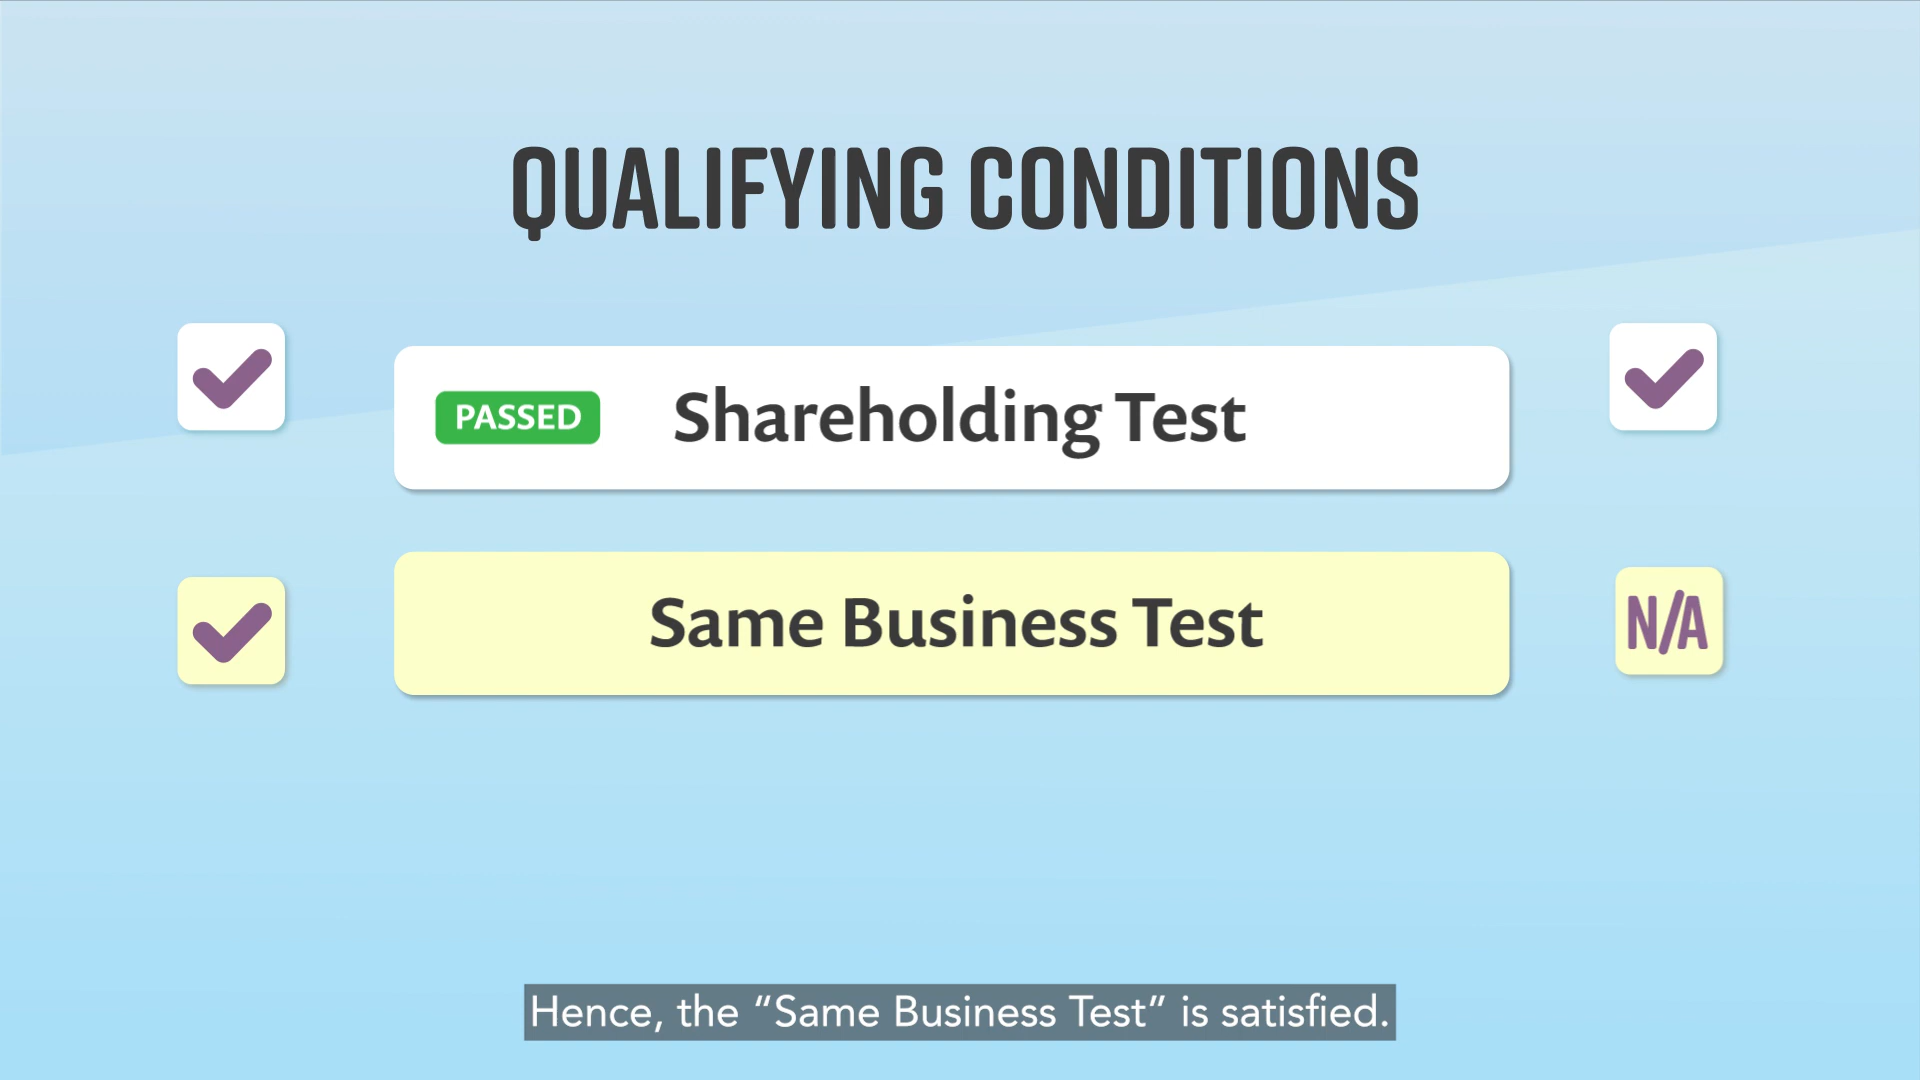 QUALIFYING CONDITIONS
PASSED Shareholding Test
Same Business Test
N/A
Hence, the “Same Business Test” is satisfied.